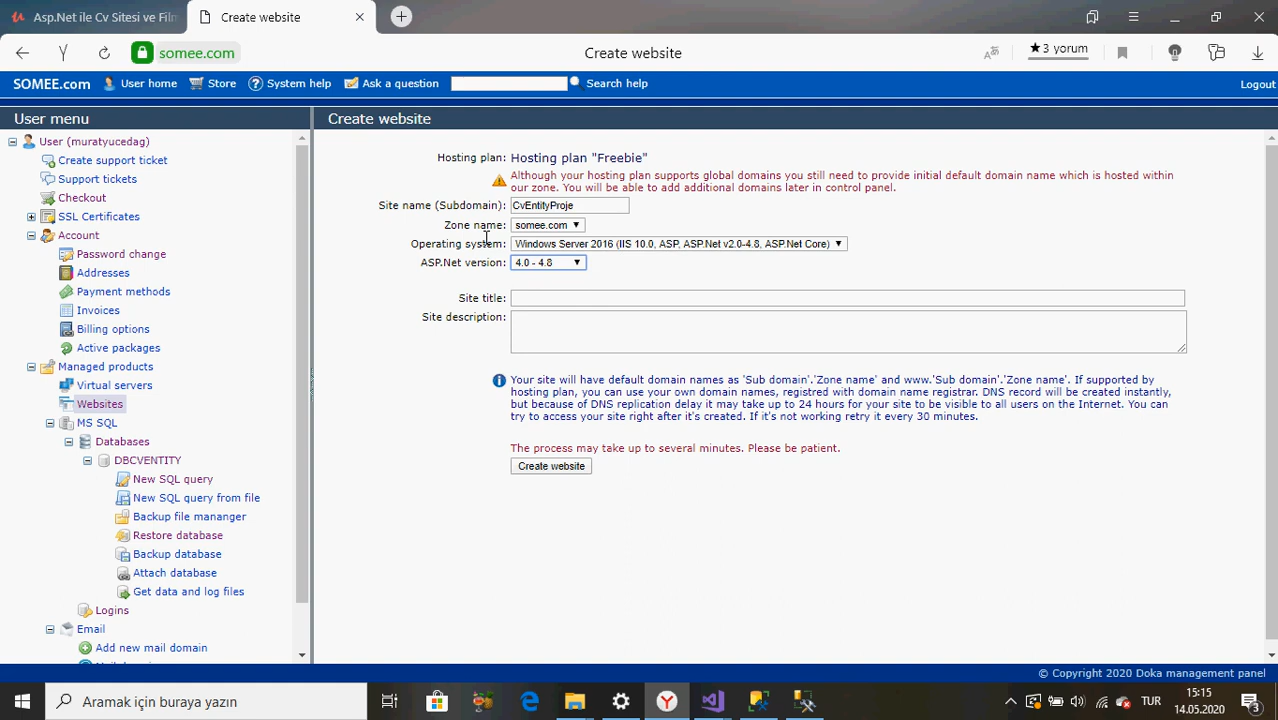 Asp.Net ile Cv Sitesi ve Film
Create website
somee.com
Create website
★3 yorum
SOMEE.com
User home
Store
System help
Ask a question
Search help
Logout
User menu
Create website
User (muratyucedag)
Create support ticket
Support tickets
Checkout
SSL Certificates
Account
Password change
Addresses
Payment methods
Invoices
Billing options
Active packages
Managed products
Virtual servers
Websites
MS SQL
Databases
DBCVENTITY
New SQL query
New SQL query from file
Backup file mananger
Restore database
Backup database
Attach database
Get data and log files
Logins
Email
Add new mail domain
Hosting plan: Hosting plan "Freebie"
Although your hosting plan supports global domains you still need to provide initial default domain name which is hosted within
our zone. You will be able to add additional domains later in control panel.
Site name (Subdomain): CvEntityProje
Zone name: somee.com
Operating system: Windows Server 2016 (IIS 10.0, ASP, ASP.Net v2.0-4.8, ASP.Net Core)
ASP.Net version: 4.0 - 4.8
Site title:
Site description:
Your site will have default domain names as 'Sub domain'.'Zone name' and www.'Sub domain'.'Zone name'. If supported by
hosting plan, you can use your own domain names, registered with domain name registrar. DNS record will be created instantly,
but because of DNS replication delay it may take up to 24 hours for your site to be visible to all users on the Internet. You can
try to access your site right after it's created. If it's not working retry it every 30 minutes.
The process may take up to several minutes. Please be patient.
Create website
© Copyright 2020 Doka management panel
Aramak için buraya yazın
TUR
15:15
14.05.2020
3